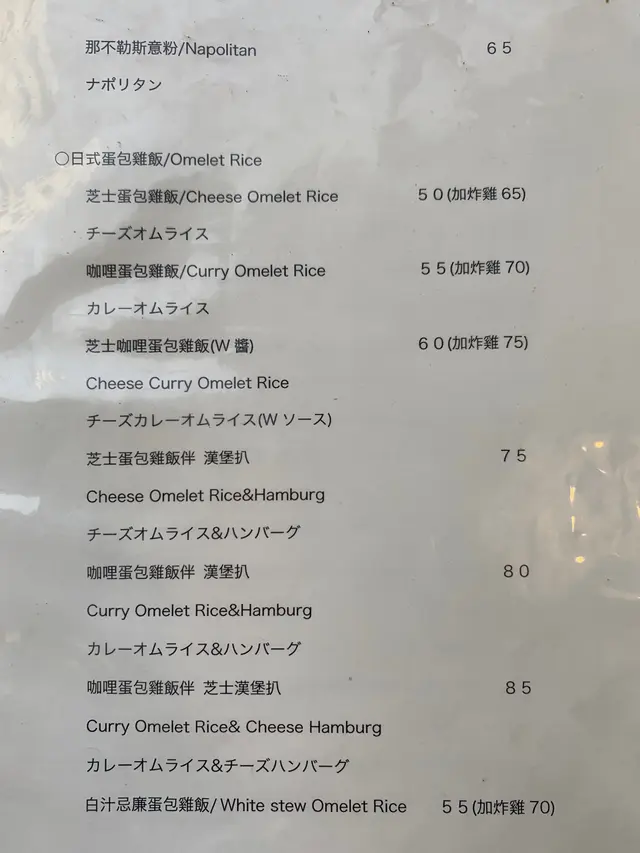 那不勒斯意粉/Napolitan 65
ナポリタン
○日式蛋包雞飯/Omelet Rice
芝士蛋包雞飯/Cheese Omelet Rice 50(加炸雞 65)
チーズオムライス
咖哩蛋包雞飯/Curry Omelet Rice 55(加炸雞 70)
カレーオムライス
芝士咖哩蛋包雞飯(W 醬) 60(加炸雞 75)
Cheese Curry Omelet Rice
チーズカレーオムライス(W ソース)
芝士蛋包雞飯伴 漢堡扒 75
Cheese Omelet Rice&Hamburg
チーズオムライス&ハンバーグ
咖哩蛋包雞飯伴 漢堡扒 80
Curry Omelet Rice&Hamburg
カレーオムライス&ハンバーグ
咖哩蛋包雞飯伴 芝士漢堡扒 85
Curry Omelet Rice& Cheese Hamburg
カレーオムライス&チーズハンバーグ
白汁忌廉蛋包雞飯/ White stew Omelet Rice 55(加炸雞 70)